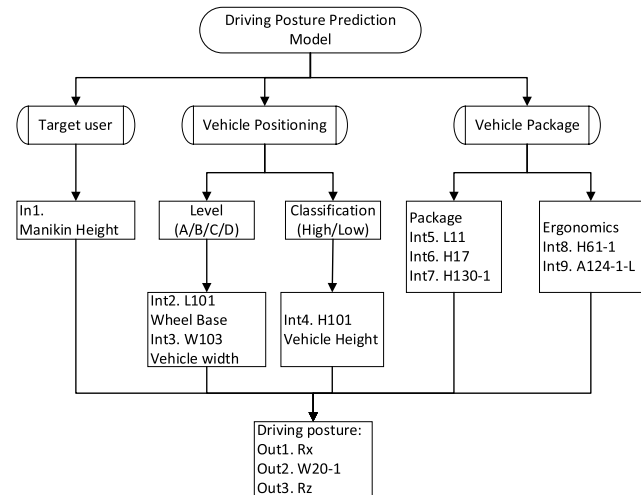 Driving Posture Prediction
Model
Target user
Vehicle Positioning
Vehicle Package
In1.
Manikin Height
Level
(A/B/C/D)
Classification
(High/Low)
Package
Int5. L11
Int6. H17
Int7. H130-1
Ergonomics
Int8. H61-1
Int9. A124-1-L
Int2. L101
Wheel Base
Int3. W103
Vehicle width
Int4. H101
Vehicle Height
Driving posture:
Out1. Rx
Out2. W20-1
Out3. Rz